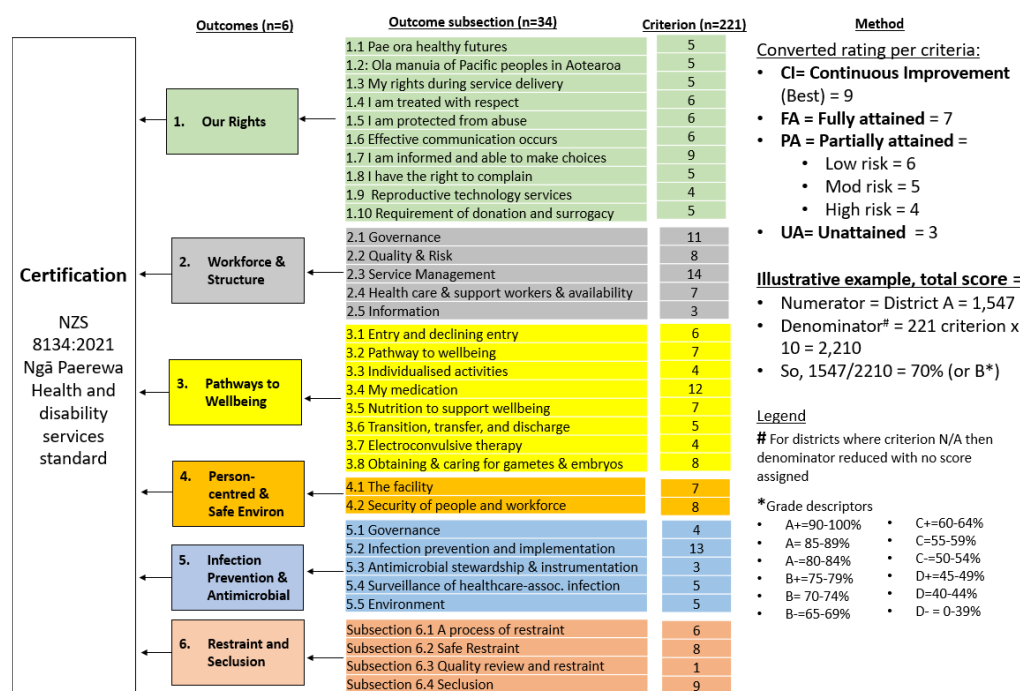 Outcomes (n=6)
Outcome subsection (n=34)
Criterion (n=221)
Method
Certification
NZS
8134:2021
Ngā Paerewa
Health and
disability
services
standard
1. Our Rights
1.1 Pae ora healthy futures 5
1.2: Ola manuia of Pacific peoples in Aotearoa 5
1.3 My rights during service delivery 5
1.4 I am treated with respect 6
1.5 I am protected from abuse 6
1.6 Effective communication occurs 6
1.7 I am informed and able to make choices 9
1.8 I have the right to complain 5
1.9 Reproductive technology services 4
1.10 Requirement of donation and surrogacy 5
2. Workforce &
Structure
2.1 Governance 11
2.2 Quality & Risk 8
2.3 Service Management 14
2.4 Health care & support workers & availability 7
2.5 Information 3
3. Pathways to
Wellbeing
3.1 Entry and declining entry 6
3.2 Pathway to wellbeing 7
3.3 Individualised activities 4
3.4 My medication 12
3.5 Nutrition to support wellbeing 7
3.6 Transition, transfer, and discharge 5
3.7 Electroconvulsive therapy 4
3.8 Obtaining & caring for gametes & embryos 8
4. Person-
centred &
Safe Environ
4.1 The facility 7
4.2 Security of people and workforce 8
5. Infection
Prevention &
Antimicrobial
5.1 Governance 4
5.2 Infection prevention and implementation 13
5.3 Antimicrobial stewardship & instrumentation 3
5.4 Surveillance of healthcare-assoc. infection 5
5.5 Environment 5
6. Restraint and
Seclusion
Subsection 6.1 A process of restraint 6
Subsection 6.2 Safe Restraint 8
Subsection 6.3 Quality review and restraint 1
Subsection 6.4 Seclusion 9
Converted rating per criteria:
• CI= Continuous Improvement
(Best) = 9
• FA = Fully attained = 7
• PA = Partially attained =
• Low risk = 6
• Mod risk = 5
• High risk = 4
• UA= Unattained = 3
Illustrative example, total score =
• Numerator = District A = 1,547
• Denominator# = 221 criterion x
10 = 2,210
• So, 1547/2210 = 70% (or B*)
Legend
# For districts where criterion N/A then
denominator reduced with no score
assigned
*Grade descriptors
• A+=90-100%
• A= 85-89%
• A-=80-84%
• B+=75-79%
• B= 70-74%
• B-=65-69%
• C+=60-64%
• C=55-59%
• C-=50-54%
• D+=45-49%
• D=40-44%
• D- = 0-39%